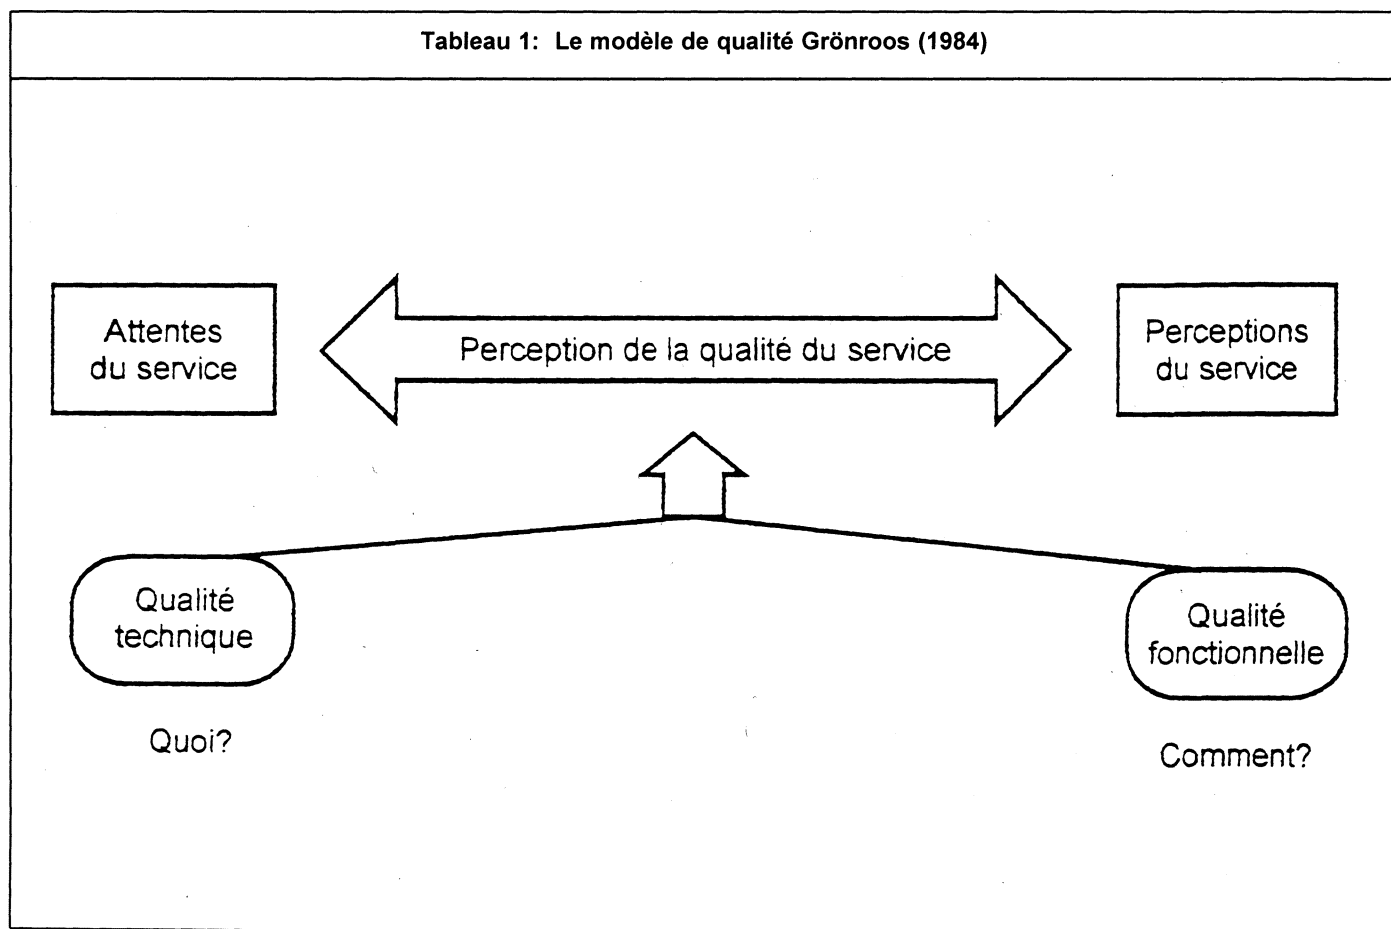 Tableau 1: Le modèle de qualité Grönroos (1984)
Attentes
du service
Perception de la qualité du service
Perceptions
du service
Qualité
technique
Qualité
fonctionnelle
Quoi?
Comment?